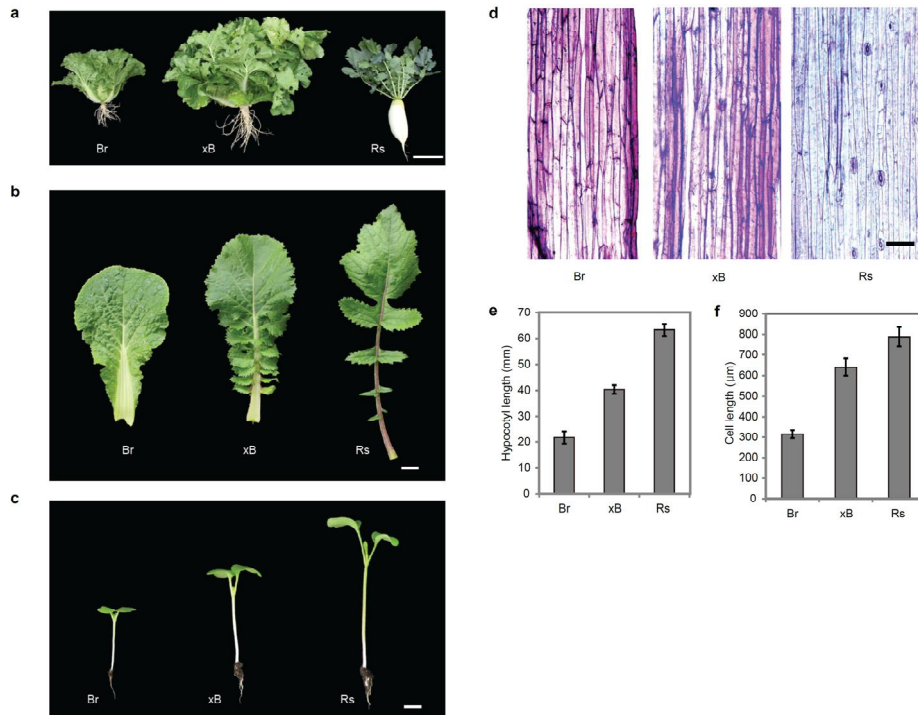 a
Br
xB
Rs
b
Br
xB
Rs
c
Br
xB
Rs
d
Br
xB
Rs
e
Hypocotyl length (mm)
70
60
50
40
30
20
10
0
Br
xB
Rs
f
Cell length (μm)
900
800
700
600
500
400
300
200
100
0
Br
xB
Rs